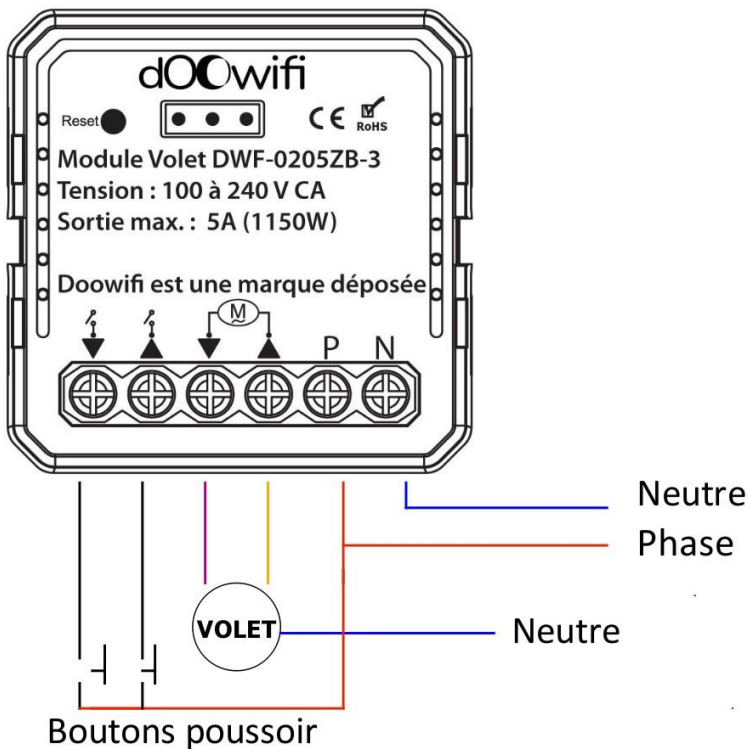 dOOwifi
Reset
CE
RoHS
Module Volet DWF-0205ZB-3
Tension : 100 à 240 V CA
Sortie max. : 5A (1150W)
Doowifi est une marque déposée
M
P N
Neutre
Phase
VOLET
Neutre
Boutons poussoir